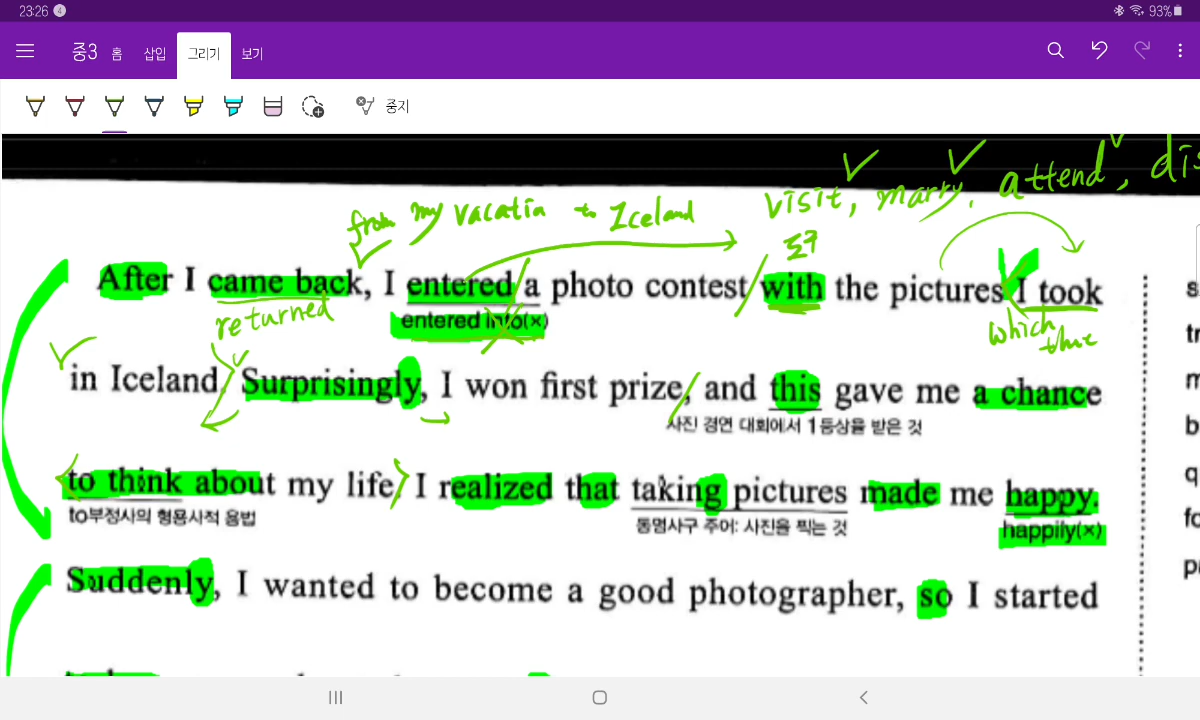 23:26 4 93%
중3 홈 삽입 그리기 보기
중지
visit, marry, attend, dis
from my vacatin to Iceland
도구
After I came back, I entered a photo contest with the pictures I took
returned
entered into(×)
which
in Iceland. Surprisingly, I won first prize, and this gave me a chance
사진 경연 대회에서 1등상을 받은 것
to think about my life. I realized that taking pictures made me happy.
to부정사의 형용사적 용법
동명사구 주어: 사진을 찍는 것
happily(×)
Suddenly, I wanted to become a good photographer, so I started